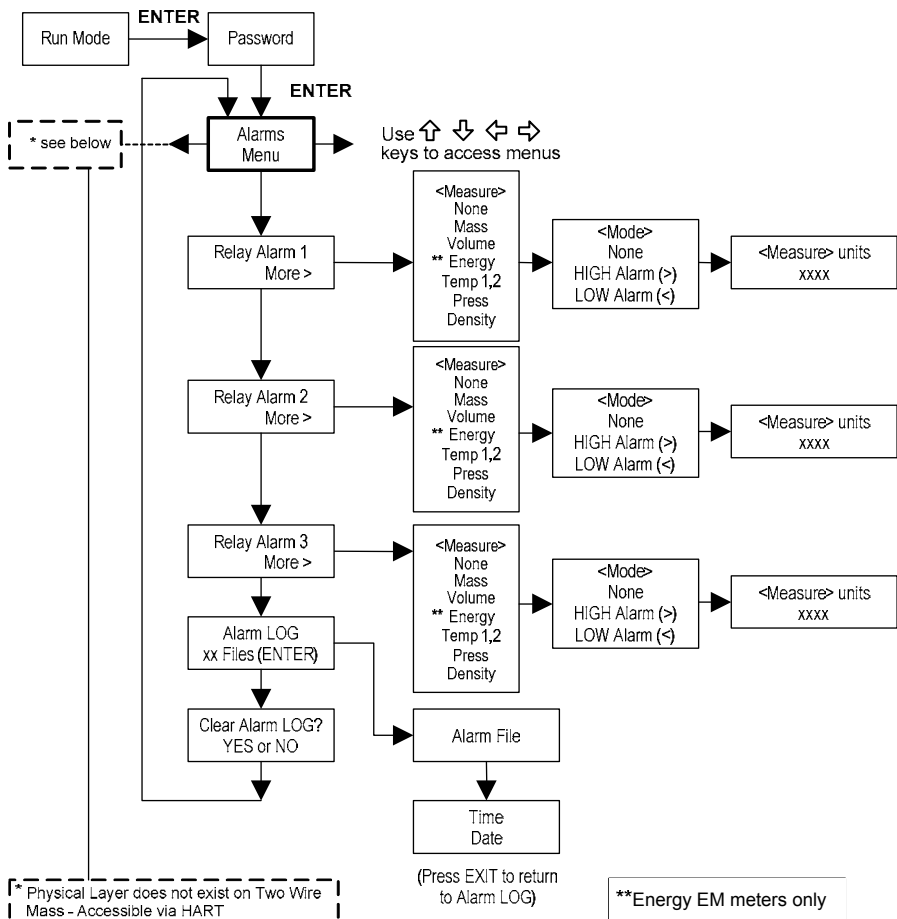 ENTER
Run Mode
Password
ENTER
* see below
Alarms
Menu
Use ⇧ ⇩ ⇦ ⇨
keys to access menus
Relay Alarm 1
More >
<Measure>
None
Mass
Volume
** Energy
Temp 1,2
Press
Density
<Mode>
None
HIGH Alarm (>)
LOW Alarm (<)
<Measure> units
xxxx
Relay Alarm 2
More >
<Measure>
None
Mass
Volume
** Energy
Temp 1,2
Press
Density
<Mode>
None
HIGH Alarm (>)
LOW Alarm (<)
<Measure> units
xxxx
Relay Alarm 3
More >
<Measure>
None
Mass
Volume
** Energy
Temp 1,2
Press
Density
<Mode>
None
HIGH Alarm (>)
LOW Alarm (<)
<Measure> units
xxxx
Alarm LOG
xx Files (ENTER)
Clear Alarm LOG?
YES or NO
Alarm File
Time
Date
(Press EXIT to return
to Alarm LOG)
* Physical Layer does not exist on Two Wire
Mass - Accessible via HART
**Energy EM meters only